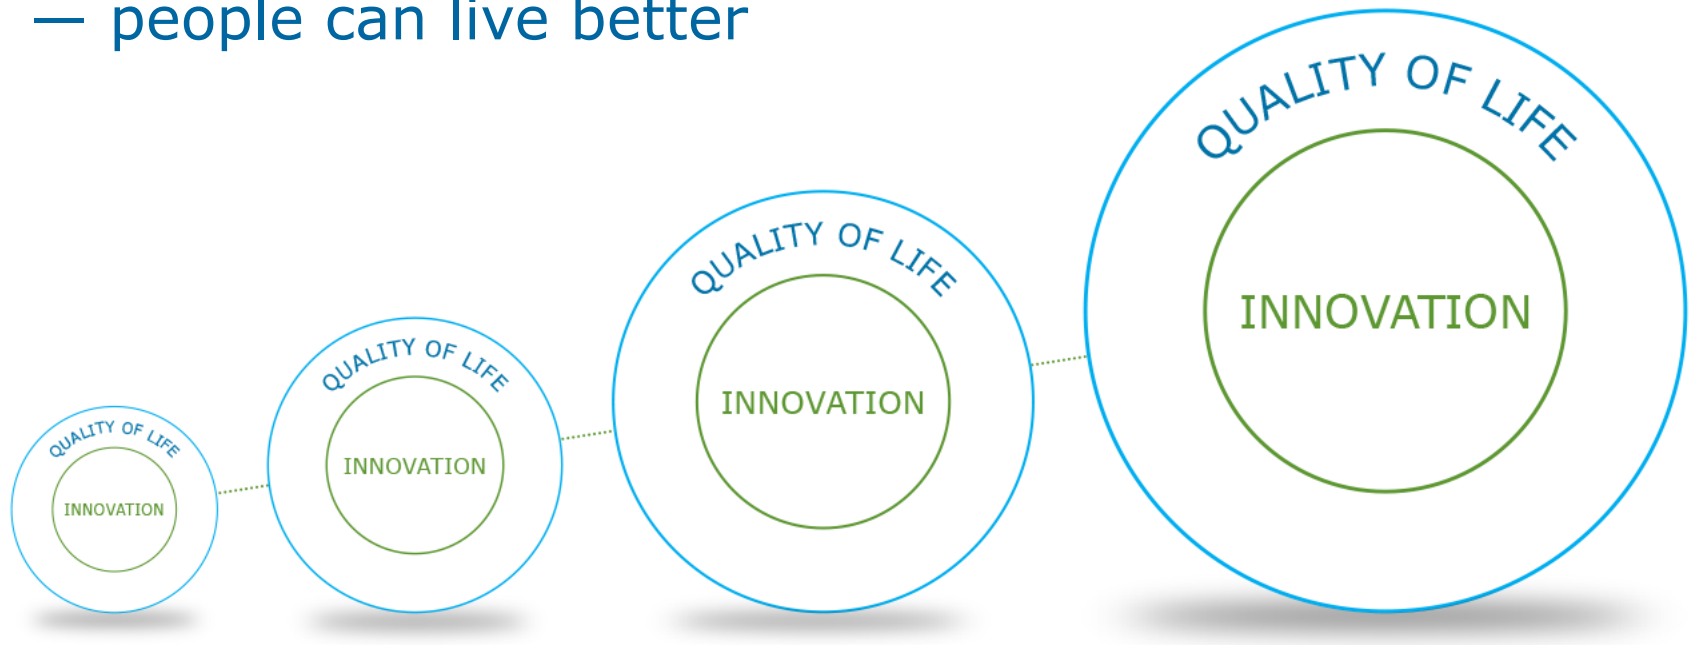 — people can live better
QUALITY OF LIFE
INNOVATION
QUALITY OF LIFE
INNOVATION
QUALITY OF LIFE
INNOVATION
QUALITY OF LIFE
INNOVATION